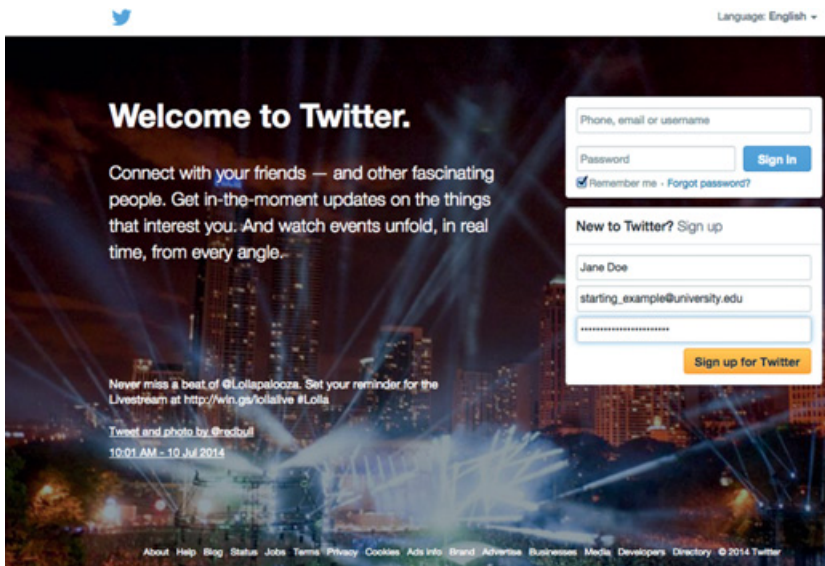 Language: English
Welcome to Twitter.
Connect with your friends — and other fascinating
people. Get in-the-moment updates on the things
that interest you. And watch events unfold, in real
time, from every angle.
Never miss a beat of @Lollapalooza. Set your reminder for the
Livestream at http://win.gs/lollalive #Lolla
Tweet and photo by @redbull
10:01 AM - 10 Jul 2014
Phone, email or username
Password
Sign in
Remember me · Forgot password?
New to Twitter? Sign up
Jane Doe
starting_example@university.edu
Sign up for Twitter
About Help Blog Status Jobs Terms Privacy Cookies Ads info Brand Advertise Businesses Media Developers Directory © 2014 Twitter